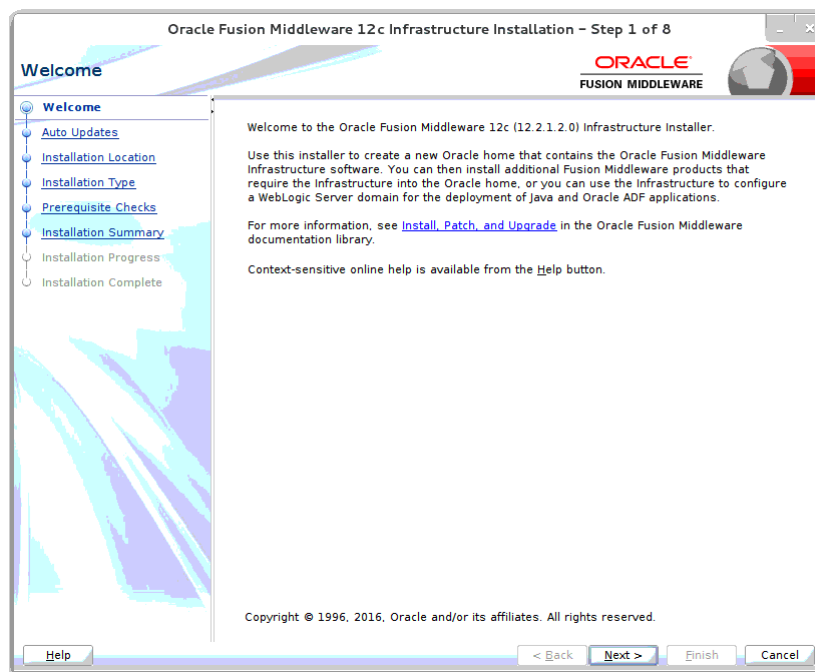 Oracle Fusion Middleware 12c Infrastructure Installation – Step 1 of 8
Welcome
ORACLE
FUSION MIDDLEWARE
Welcome
Auto Updates
Installation Location
Installation Type
Prerequisite Checks
Installation Summary
Installation Progress
Installation Complete
Welcome to the Oracle Fusion Middleware 12c (12.2.1.2.0) Infrastructure Installer.
Use this installer to create a new Oracle home that contains the Oracle Fusion Middleware
Infrastructure software. You can then install additional Fusion Middleware products that
require the Infrastructure into the Oracle home, or you can use the Infrastructure to configure
a WebLogic Server domain for the deployment of Java and Oracle ADF applications.
For more information, see Install, Patch, and Upgrade in the Oracle Fusion Middleware
documentation library.
Context-sensitive online help is available from the Help button.
Copyright © 1996, 2016, Oracle and/or its affiliates. All rights reserved.
Help
< Back
Next >
Finish
Cancel